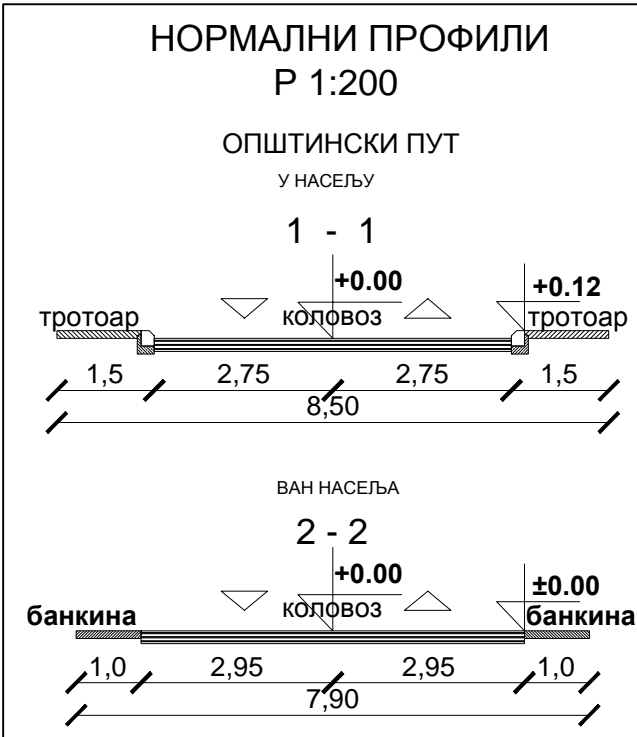 НОРМАЛНИ ПРОФИЛИ
Р 1:200
ОПШТИНСКИ ПУТ
У НАСЕЉУ
1 - 1
+0.00
+0.12
тротоар
коловоз
тротоар
1,5 2,75 2,75 1,5
8,50
ВАН НАСЕЉА
2 - 2
+0.00
±0.00
банкина
коловоз
банкина
1,0 2,95 2,95 1,0
7,90